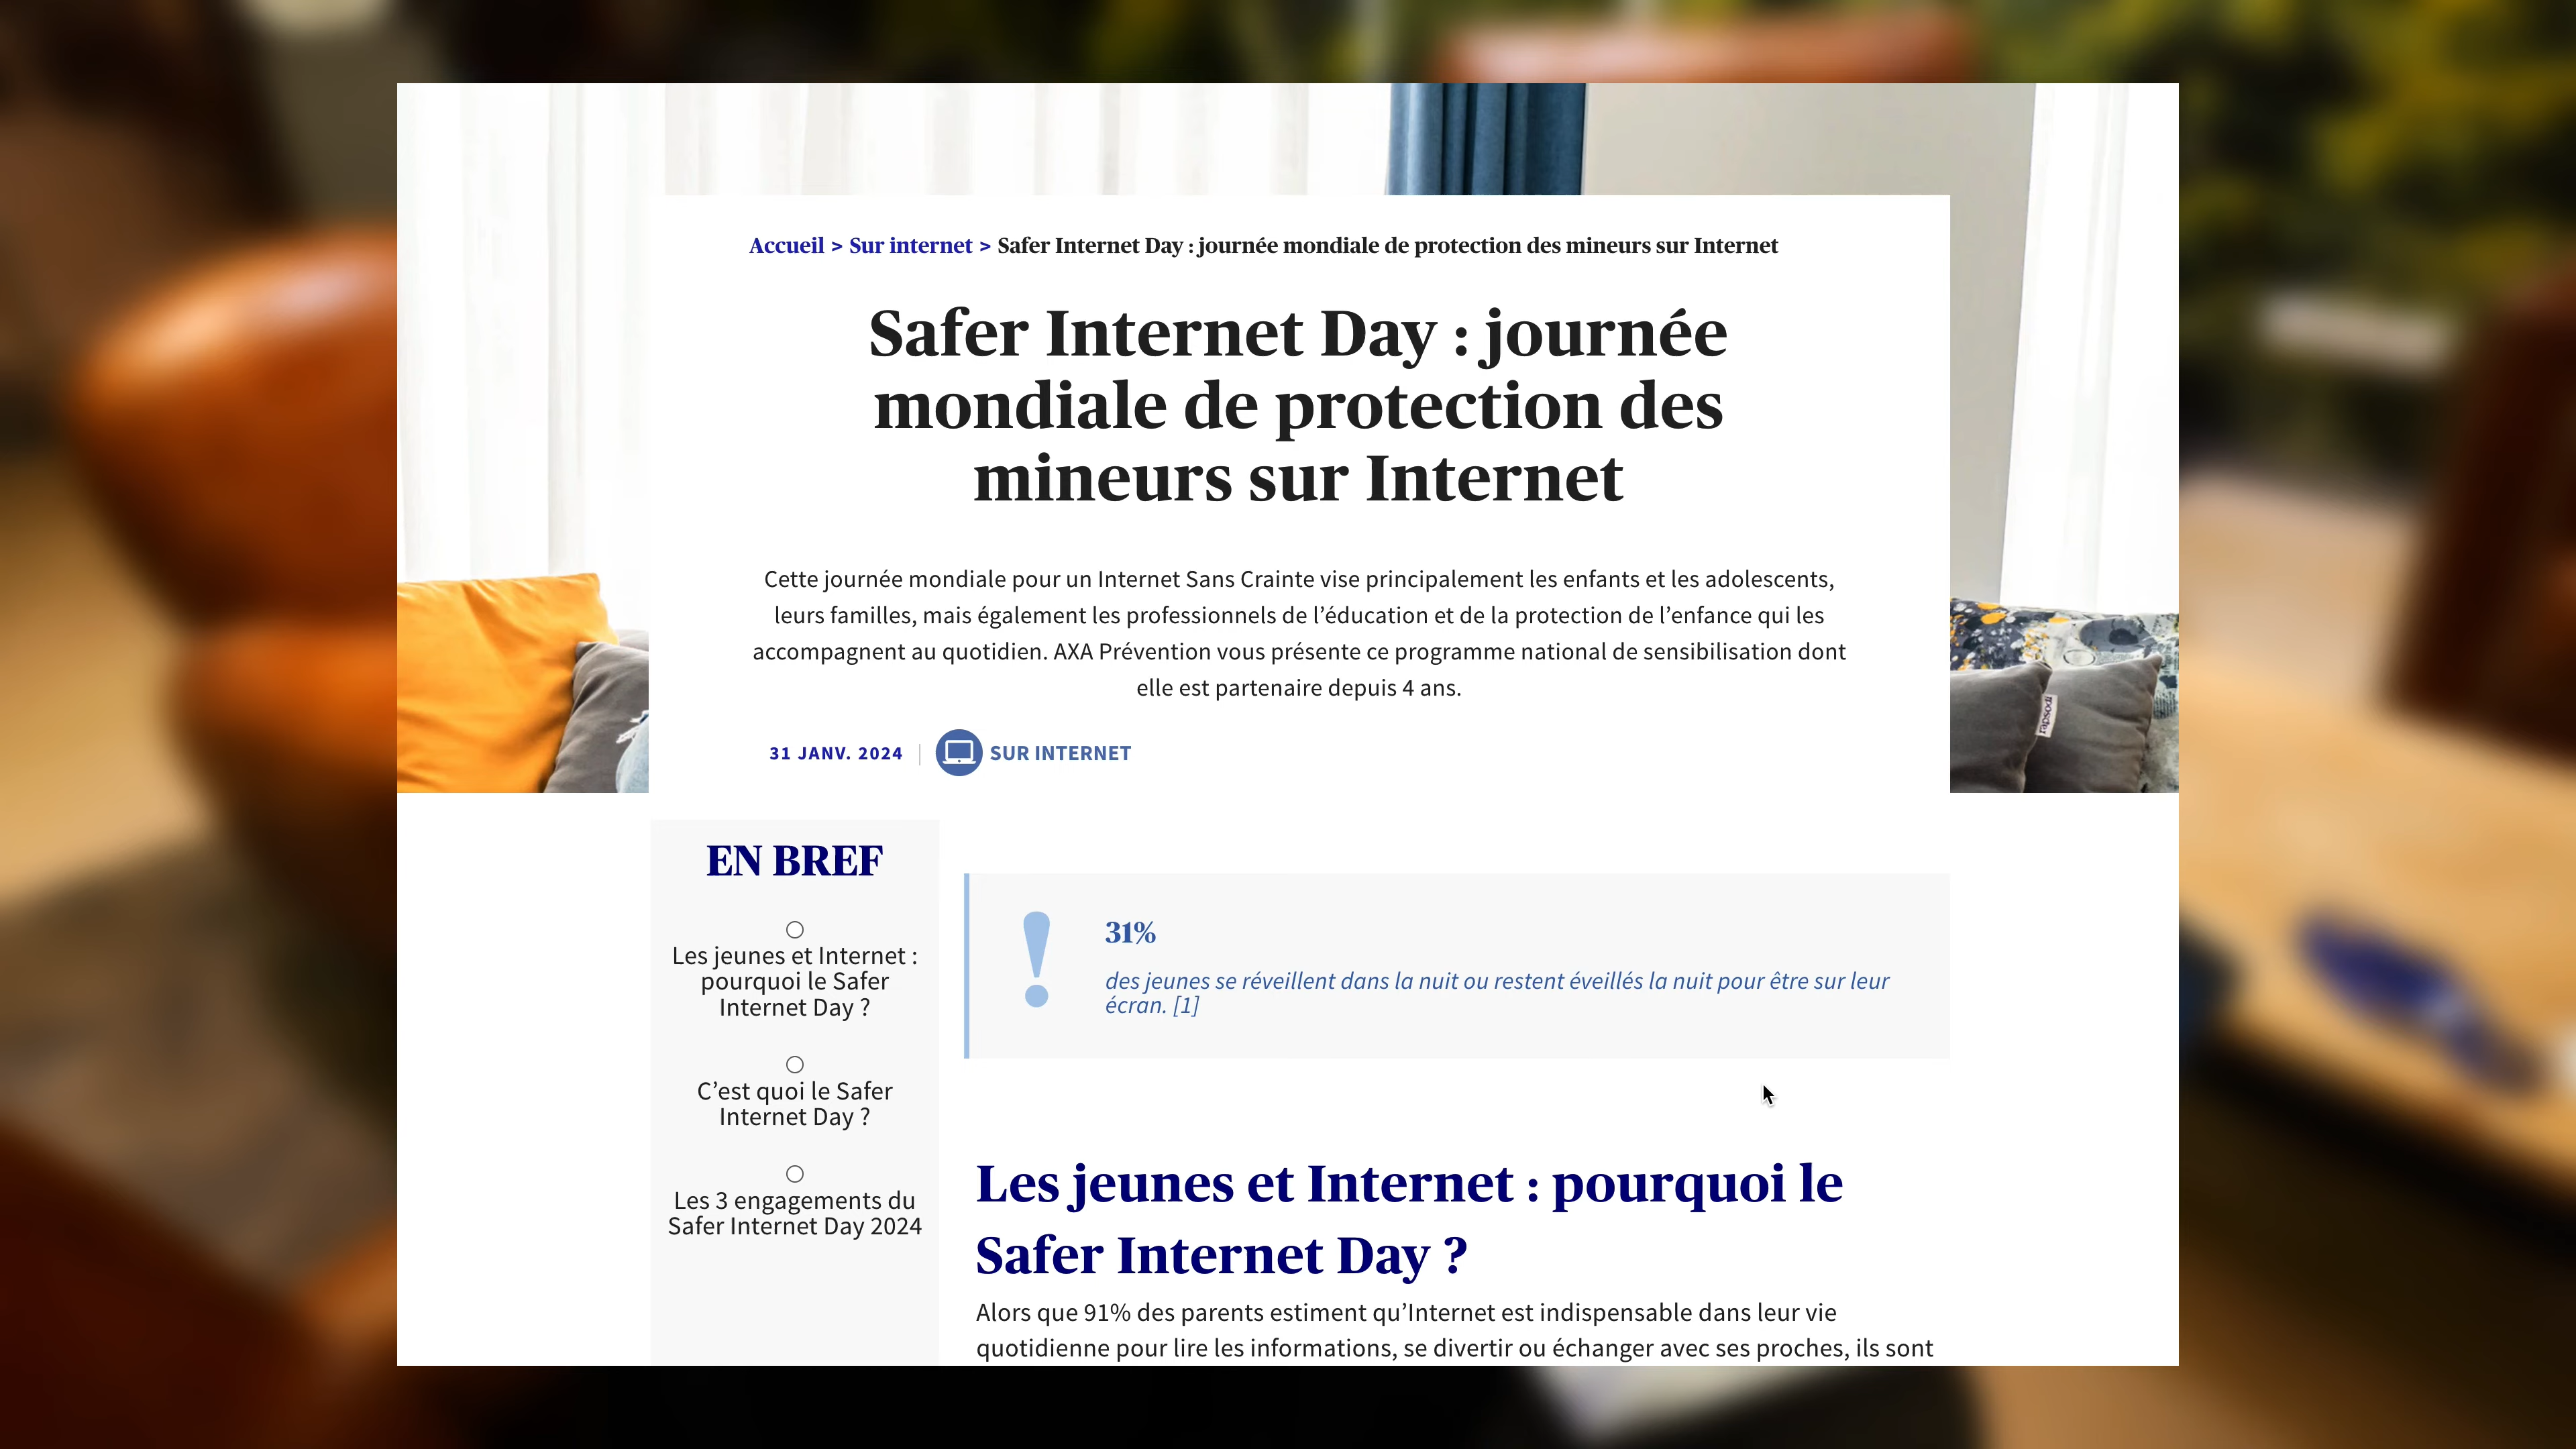 Accueil > Sur internet > Safer Internet Day : journée mondiale de protection des mineurs sur Internet
Safer Internet Day : journée
mondiale de protection des
mineurs sur Internet
Cette journée mondiale pour un Internet Sans Crainte vise principalement les enfants et les adolescents,
leurs familles, mais également les professionnels de l’éducation et de la protection de l’enfance qui les
accompagnent au quotidien. AXA Prévention vous présente ce programme national de sensibilisation dont
elle est partenaire depuis 4 ans.
rapsodi
31 JANV. 2024 | SUR INTERNET
EN BREF
Les jeunes et Internet :
pourquoi le Safer
Internet Day ?
C’est quoi le Safer
Internet Day ?
Les 3 engagements du
Safer Internet Day 2024
31%
des jeunes se réveillent dans la nuit ou restent éveillés la nuit pour être sur leur
écran. [1]
Les jeunes et Internet : pourquoi le
Safer Internet Day ?
Alors que 91% des parents estiment qu’Internet est indispensable dans leur vie
quotidienne pour lire les informations, se divertir ou échanger avec ses proches, ils sont